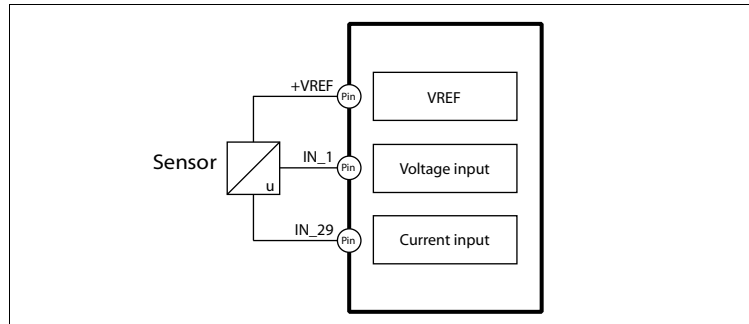 +VREF
Pin
VREF
Sensor
u
IN_1
Pin
Voltage input
IN_29
Pin
Current input